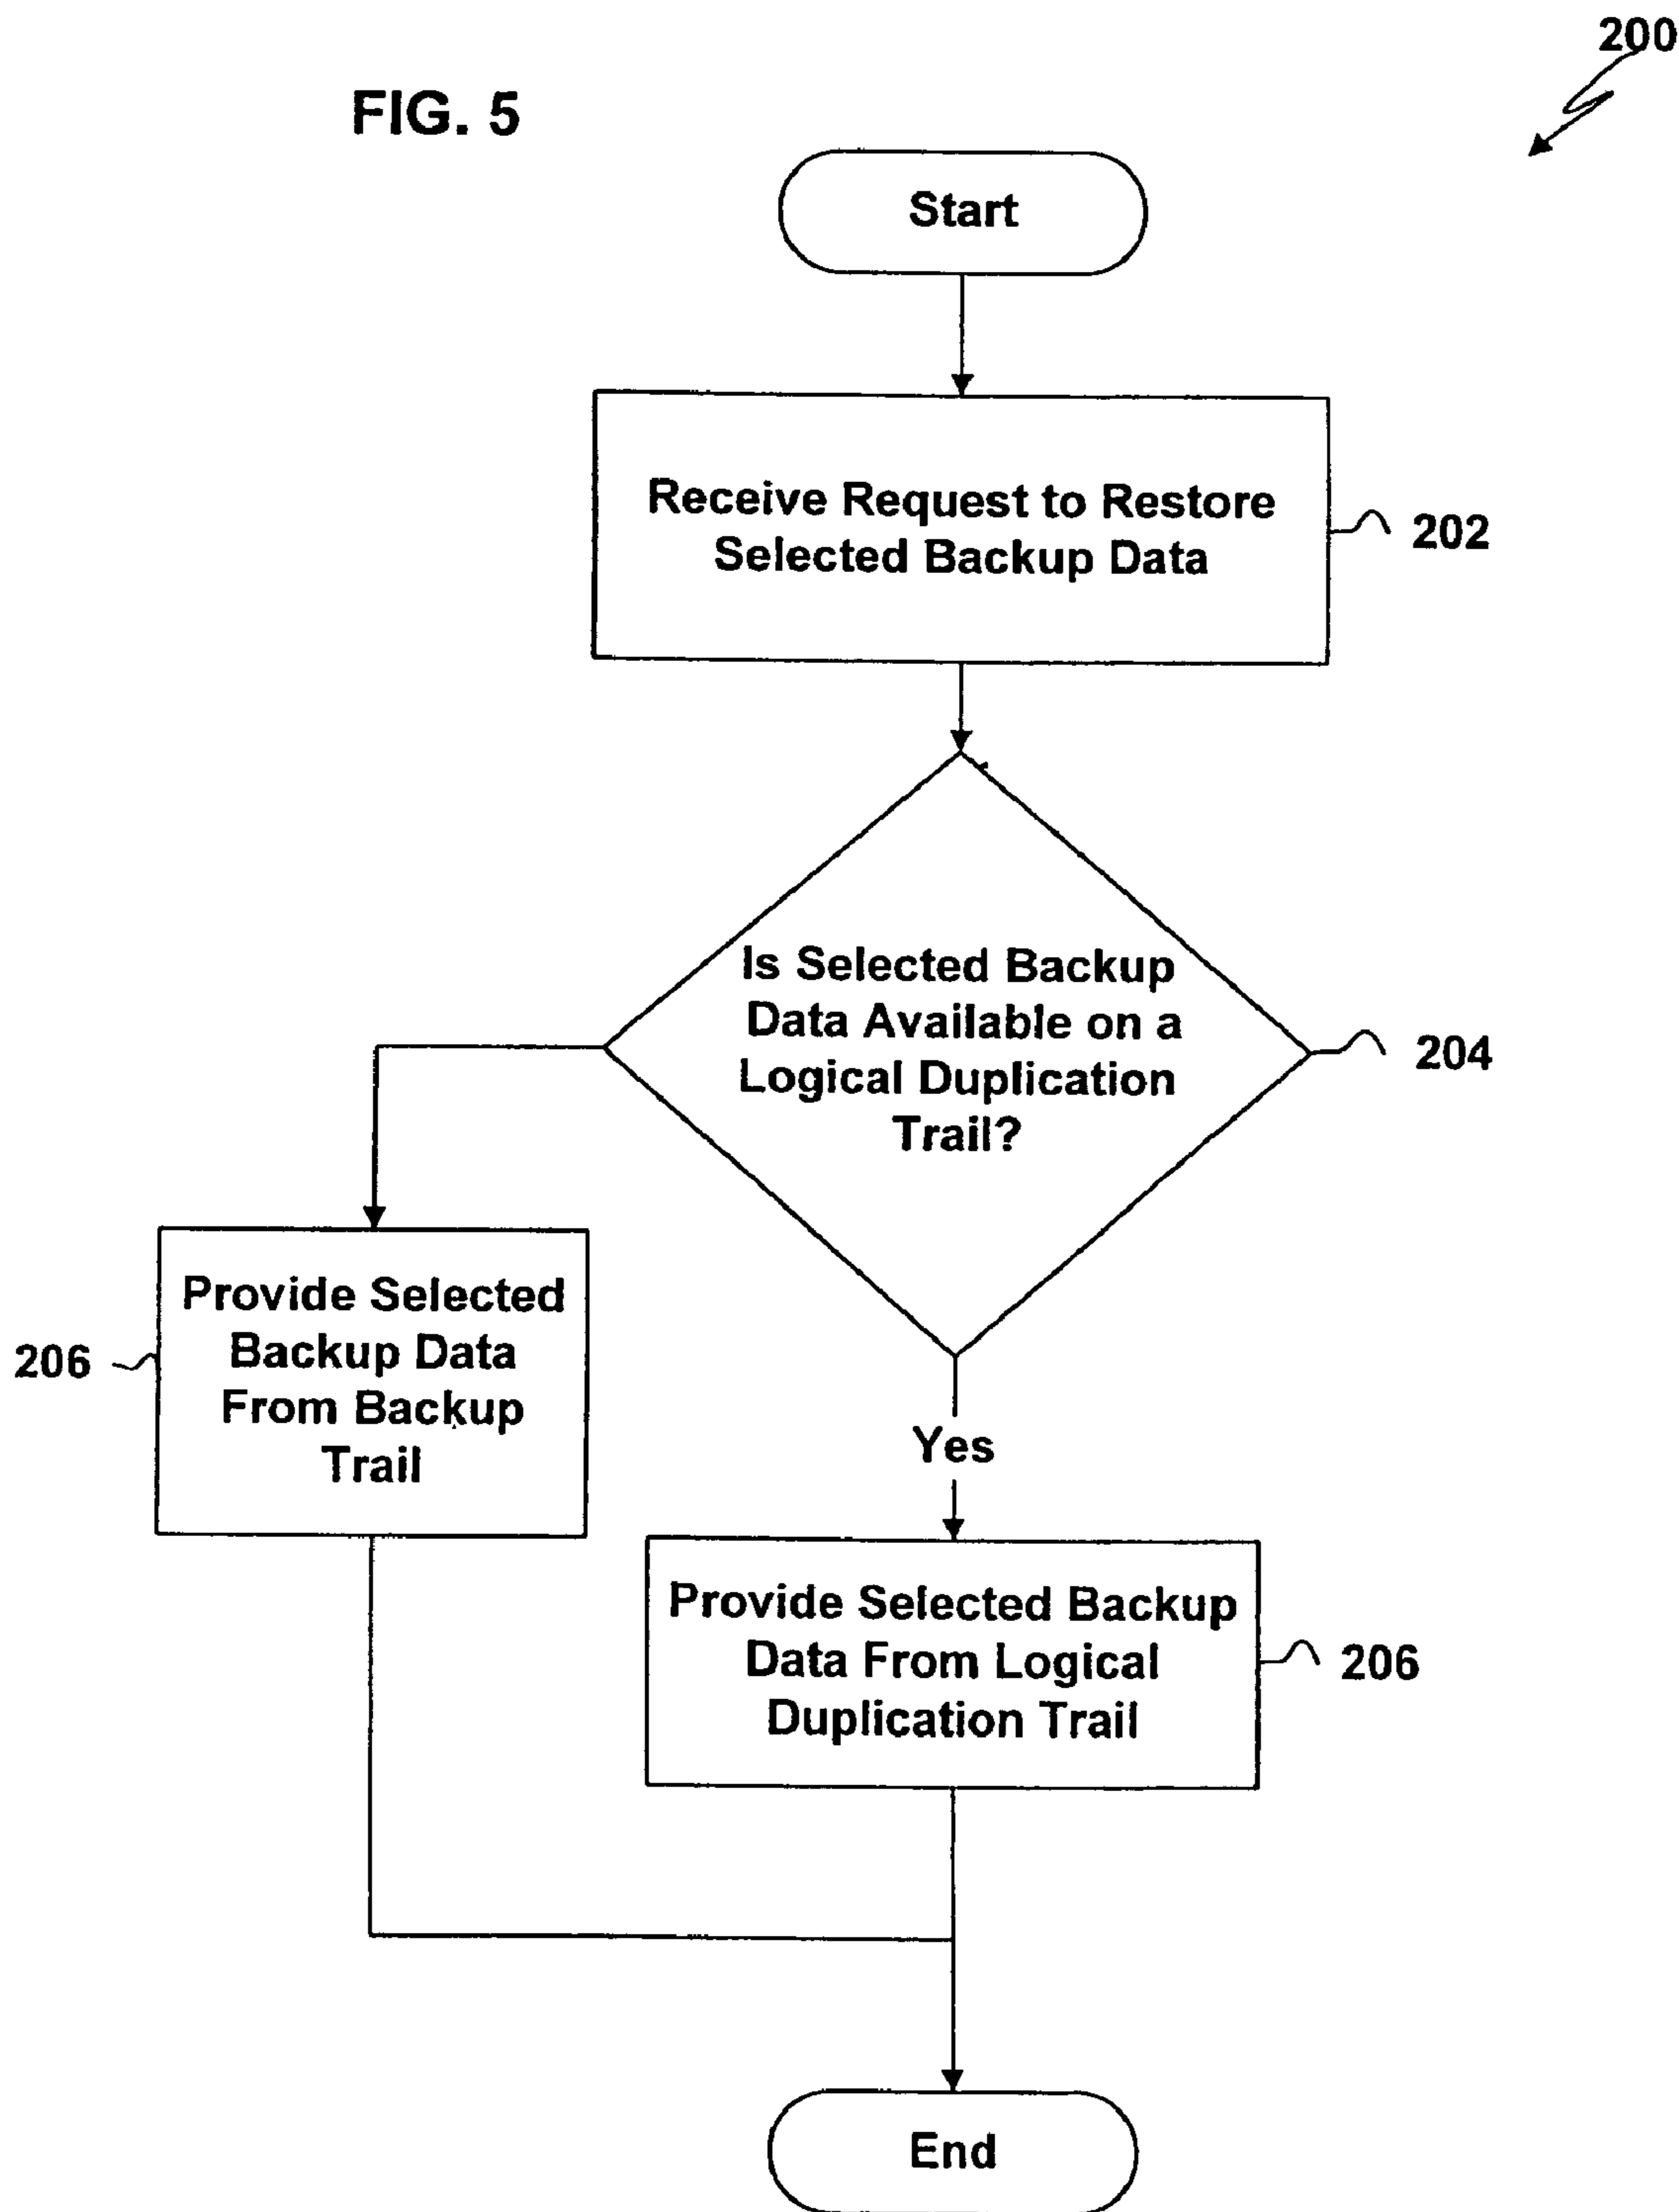 200
FIG. 5
Start
Receive Request to Restore
Selected Backup Data
202
Is Selected Backup
Data Available on a
Logical Duplication
Trail?
204
Provide Selected
Backup Data
From Backup
Trail
206
Yes
Provide Selected Backup
Data From Logical
Duplication Trail
206
End